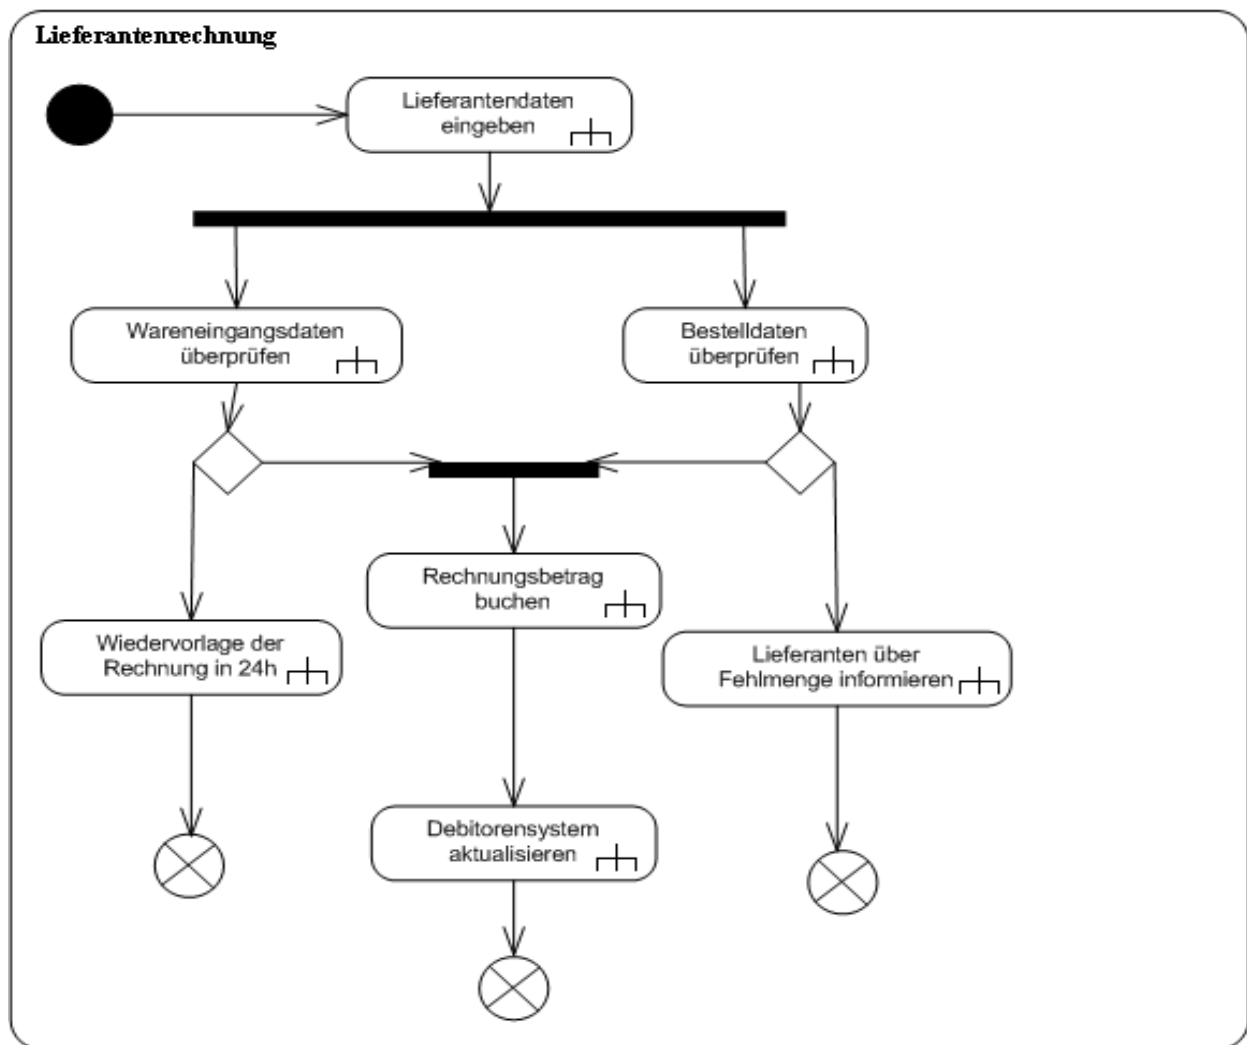 Lieferantenrechnung
Lieferantendaten
eingeben
Wareneingangsdaten
überprüfen
Bestelldaten
überprüfen
Rechnungsbetrag
buchen
Wiedervorlage der
Rechnung in 24h
Lieferanten über
Fehlmenge informieren
Debitorensystem
aktualisieren